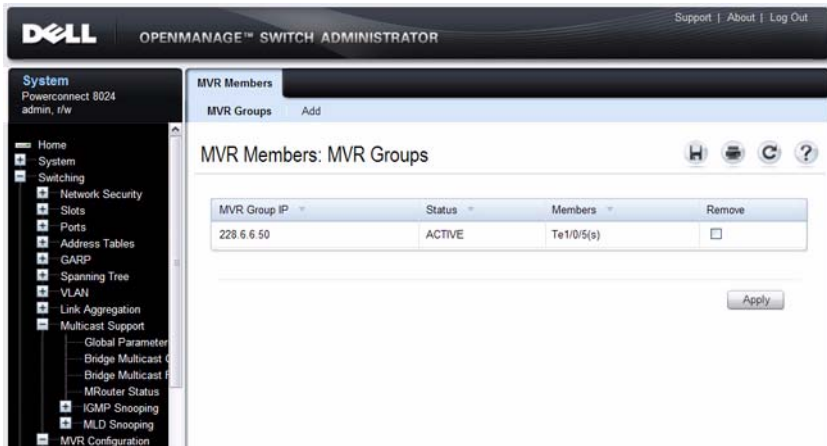 Support | About | Log Out
DELL
OPENMANAGE™ SWITCH ADMINISTRATOR
System
Powerconnect 8024
admin, r/w
Home
System
Switching
Network Security
Slots
Ports
Address Tables
GARP
Spanning Tree
VLAN
Link Aggregation
Multicast Support
Global Parameter
Bridge Multicast
Bridge Multicast
MRouter Status
IGMP Snooping
MLD Snooping
MVR Configuration
MVR Members
MVR Groups Add
MVR Members: MVR Groups
?
MVR Group IP Status Members Remove
228.6.6.50 ACTIVE Te1/0/5(s)
Apply